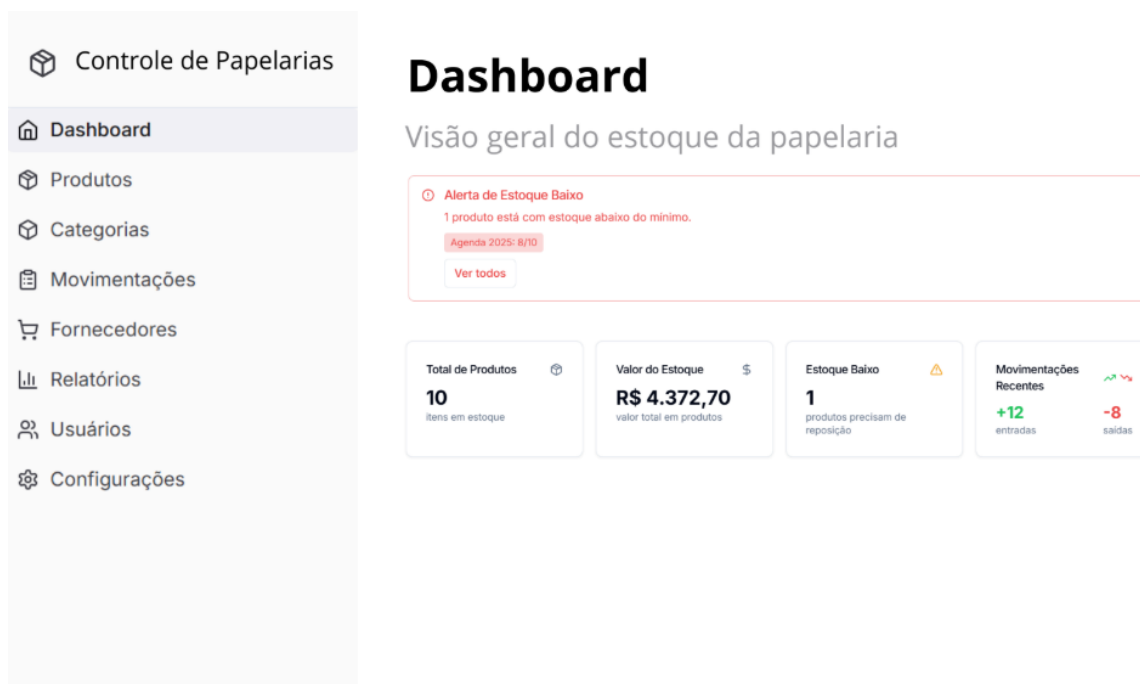 Controle de Papelarias
Dashboard
Produtos
Categorias
Movimentações
Fornecedores
Relatórios
Usuários
Configurações
Dashboard
Visão geral do estoque da papelaria
Alerta de Estoque Baixo
1 produto está com estoque abaixo do mínimo.
Agenda 2025: 8/10
Ver todos
Total de Produtos
10
itens em estoque
Valor do Estoque
$
R$ 4.372,70
valor total em produtos
Estoque Baixo
1
produtos precisam de
reposição
Movimentações
Recentes
+12
entradas
-8
saídas